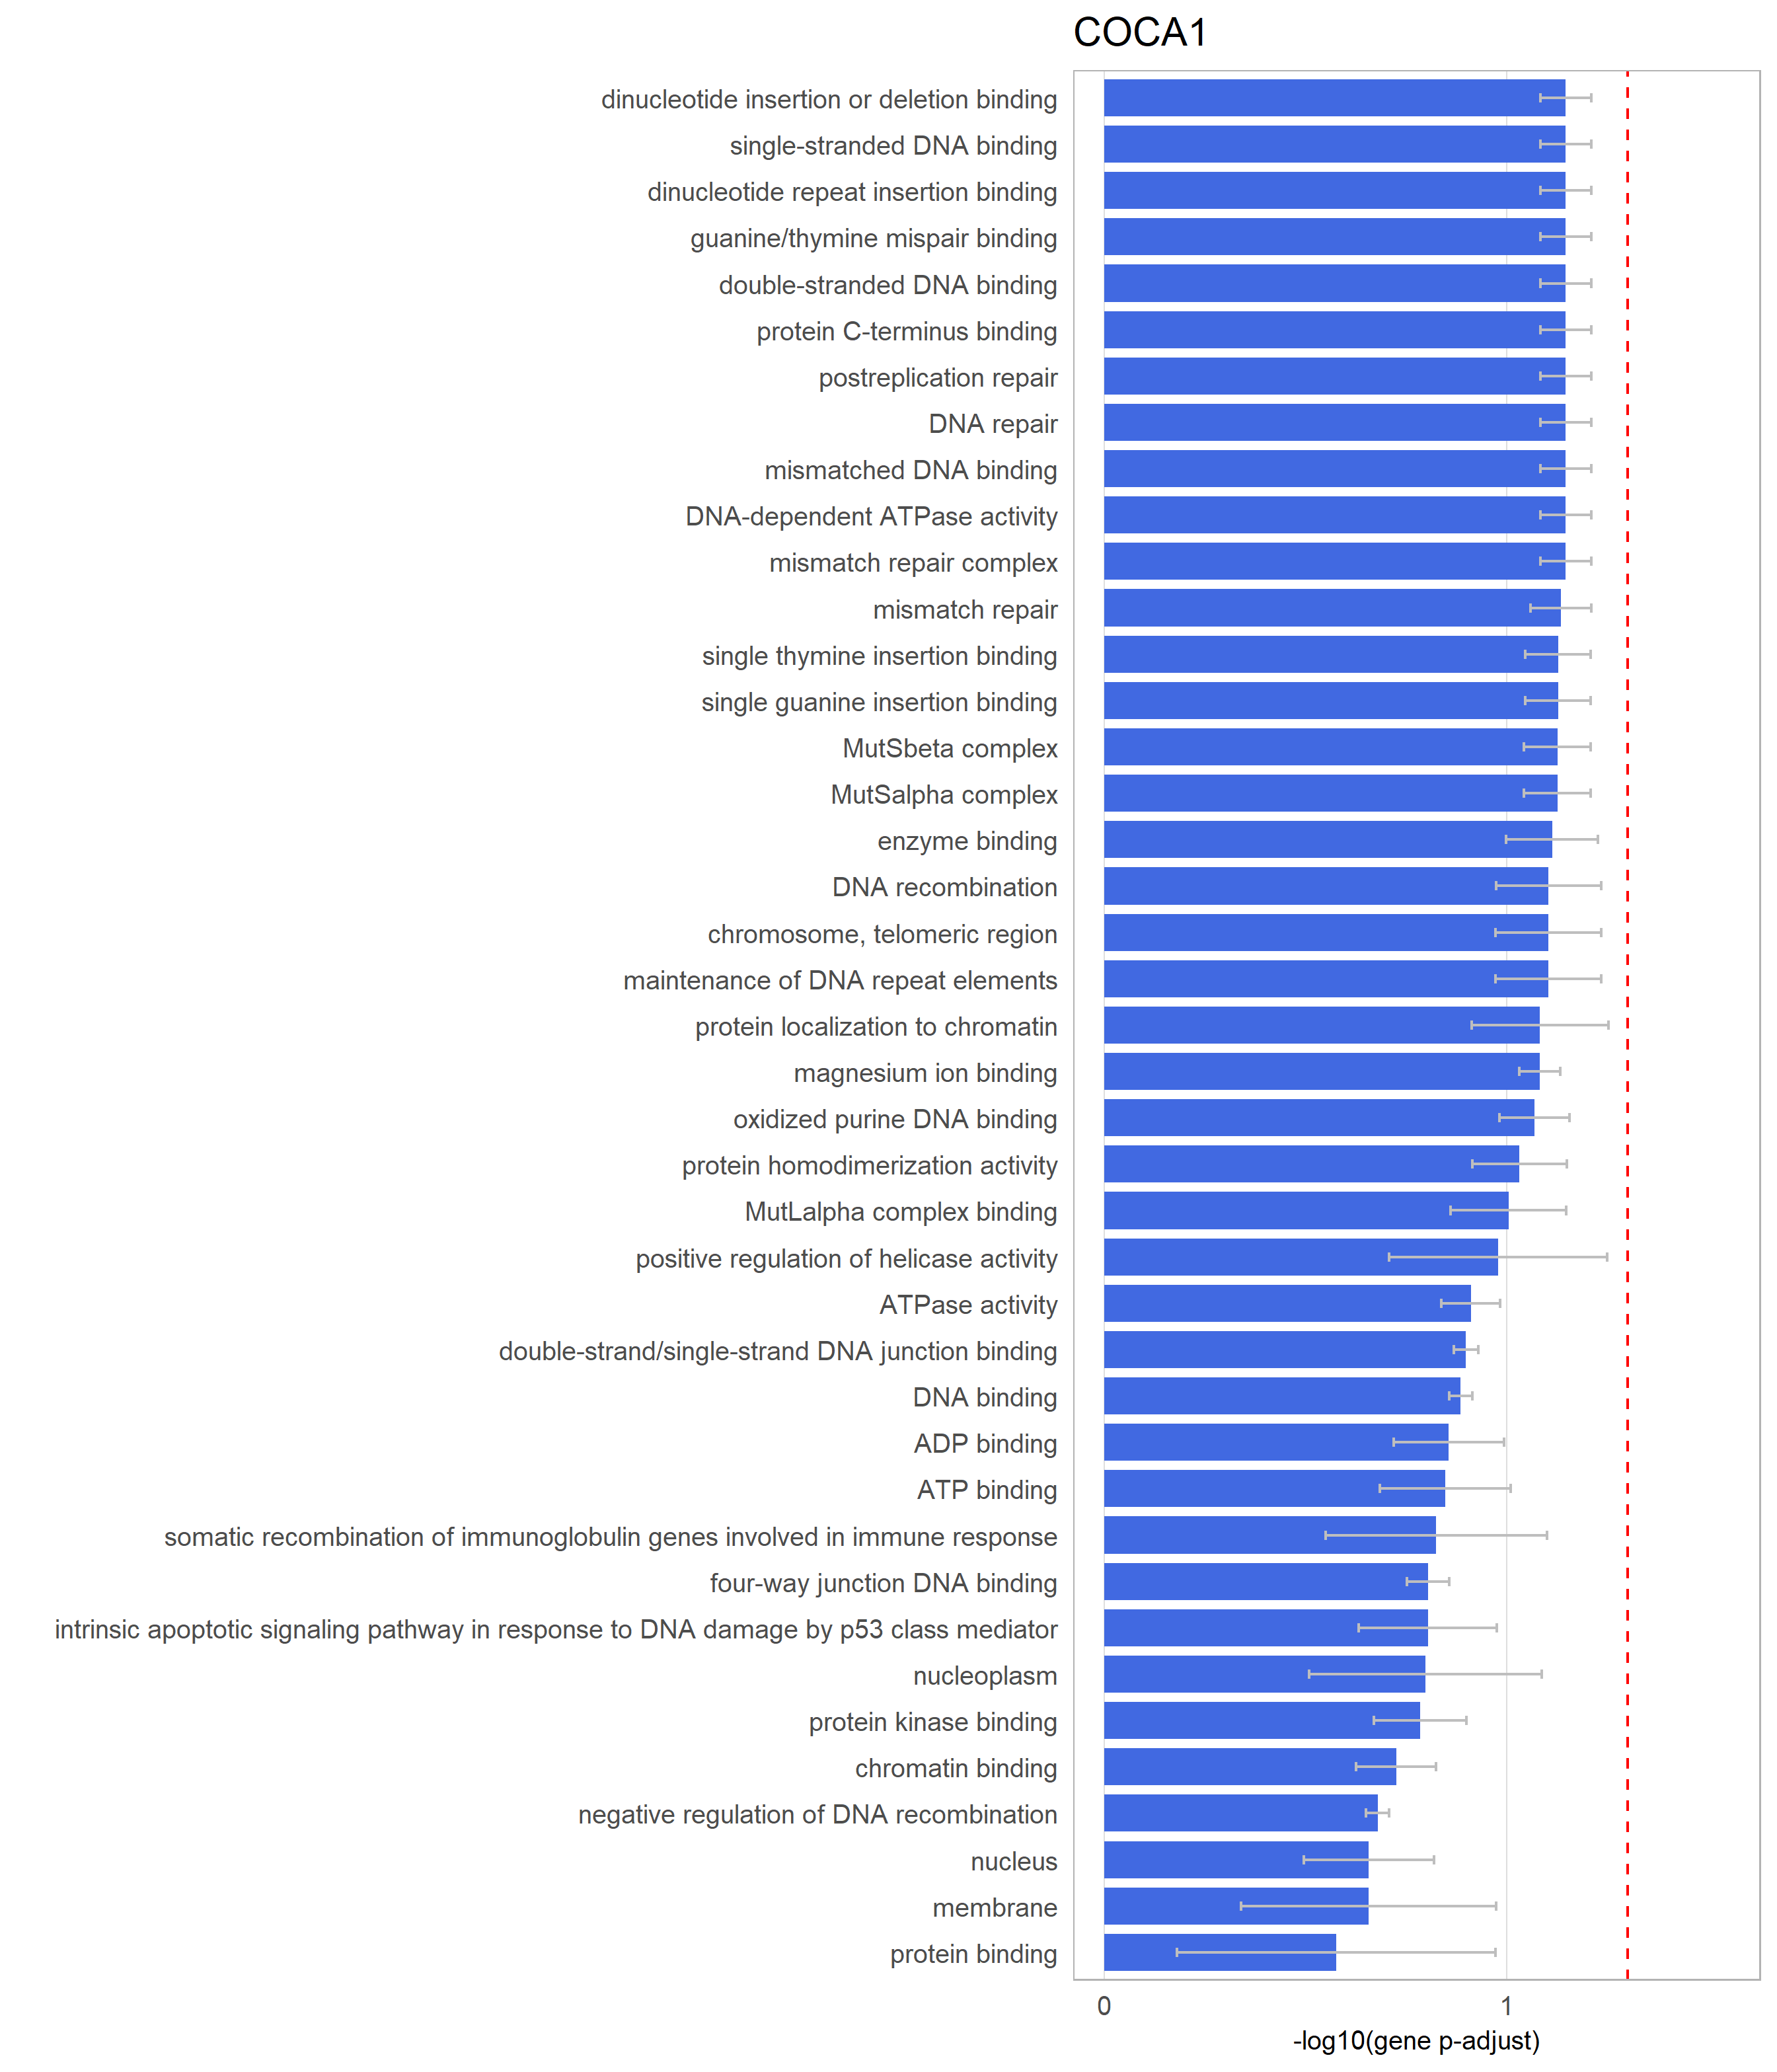 COCA1
dinucleotide insertion or deletion binding
single-stranded DNA binding
dinucleotide repeat insertion binding
guanine/thymine mispair binding
double-stranded DNA binding
protein C-terminus binding
postreplication repair
DNA repair
mismatched DNA binding
DNA-dependent ATPase activity
mismatch repair complex
mismatch repair
single thymine insertion binding
single guanine insertion binding
MutSbeta complex
MutSalpha complex
enzyme binding
DNA recombination
chromosome, telomeric region
maintenance of DNA repeat elements
protein localization to chromatin
magnesium ion binding
oxidized purine DNA binding
protein homodimerization activity
MutLalpha complex binding
positive regulation of helicase activity
ATPase activity
double-strand/single-strand DNA junction binding
DNA binding
ADP binding
ATP binding
somatic recombination of immunoglobulin genes involved in immune response
four-way junction DNA binding
intrinsic apoptotic signaling pathway in response to DNA damage by p53 class mediator
nucleoplasm
protein kinase binding
chromatin binding
negative regulation of DNA recombination
nucleus
membrane
protein binding
0 1
-log10(gene p-adjust)